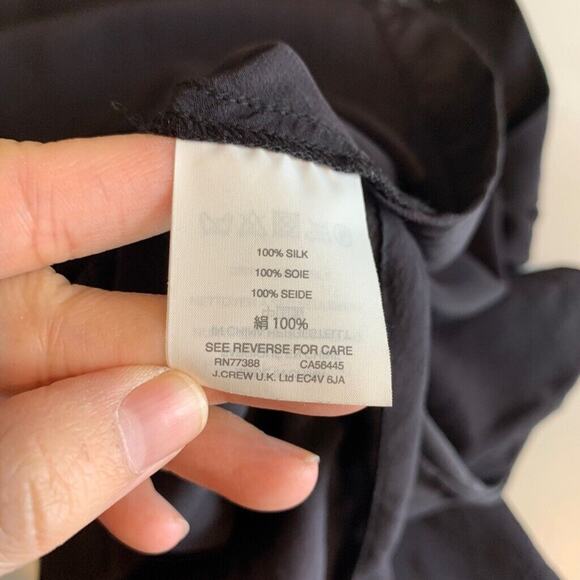 100% SILK
100% SOIE
100% SEIDE
絹 100%
SEE REVERSE FOR CARE
RN77388 CA56445
J.CREW U.K. Ltd EC4V 6JA